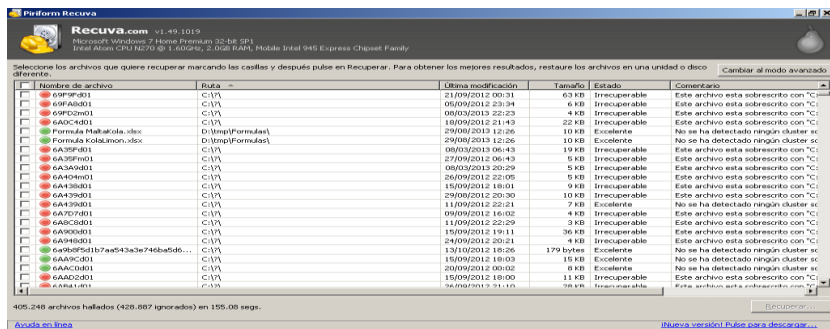 Piriform Recuva
Recuva.com v1.49.1019
Microsoft Windows 7 Home Premium 32-bit SP1
Intel Atom CPU N270 @ 1.60GHz, 2.0GB RAM, Mobile Intel 945 Express Chipset Family
Seleccione los archivos que quiere recuperar marcando las casillas y después pulse en Recuperar. Para obtener los mejores resultados, restaure los archivos en una unidad o disco diferente.
Cambiar al modo avanzado
Nombre de archivo Ruta Última modificación Tamaño Estado Comentario
69F9Fd01 C:\?\ 21/09/2012 00:31 63 KB Irrecuperable Este archivo esta sobrescrito con "C:
69FA8d01 C:\?\ 05/09/2012 23:34 6 KB Irrecuperable Este archivo esta sobrescrito con "C:
69FD2m01 C:\?\ 08/03/2013 22:23 4 KB Irrecuperable Este archivo esta sobrescrito con "C:
6A0C4d01 C:\?\ 18/09/2012 21:43 22 KB Irrecuperable Este archivo esta sobrescrito con "C:
Formula MaltaKola.xlsx D:\tmp\Formulas\ 29/08/2013 12:26 10 KB Excelente No se ha detectado ningún cluster so
Formula KolaLimon.xlsx D:\tmp\Formulas\ 29/08/2013 12:26 10 KB Excelente No se ha detectado ningún cluster so
6A35Fd01 C:\?\ 08/03/2013 06:43 19 KB Irrecuperable Este archivo esta sobrescrito con "C:
6A35Fm01 C:\?\ 27/09/2012 06:43 5 KB Irrecuperable Este archivo esta sobrescrito con "C:
6A3A9d01 C:\?\ 08/03/2013 20:29 5 KB Irrecuperable Este archivo esta sobrescrito con "C:
6A404m01 C:\?\ 26/09/2012 22:05 5 KB Irrecuperable Este archivo esta sobrescrito con "C:
6A438d01 C:\?\ 15/09/2012 18:01 9 KB Irrecuperable Este archivo esta sobrescrito con "C:
6A439d01 C:\?\ 29/08/2012 20:30 10 KB Irrecuperable Este archivo esta sobrescrito con "C:
6A439d01 C:\?\ 11/09/2012 22:21 7 KB Excelente No se ha detectado ningún cluster so
6A7D7d01 C:\?\ 09/09/2012 16:02 4 KB Irrecuperable Este archivo esta sobrescrito con "C:
6A8C8d01 C:\?\ 11/09/2012 22:29 3 KB Irrecuperable Este archivo esta sobrescrito con "C:
6A900d01 C:\?\ 15/09/2012 19:11 36 KB Irrecuperable Este archivo esta sobrescrito con "C:
6A948d01 C:\?\ 24/09/2012 20:21 4 KB Irrecuperable Este archivo esta sobrescrito con "C:
6a9b8f5d1b7aa543a3e746ba5d6... C:\?\ 13/11/2012 18:26 179 bytes Excelente No se ha detectado ningún cluster so
6AA9Cd01 C:\?\ 15/09/2012 18:03 15 KB Excelente No se ha detectado ningún cluster so
6AAC0d01 C:\?\ 20/09/2012 00:02 8 KB Excelente No se ha detectado ningún cluster so
6AAD2d01 C:\?\ 15/09/2012 18:00 11 KB Irrecuperable Este archivo esta sobrescrito con "C:
6ABA1d01 C:\?\ 26/09/2012 21:10 28 KB Irrecuperable Este archivo esta sobrescrito con "C:
405.248 archivos hallados (428.887 ignorados) en 155.08 segs.
Recuperar...
Ayuda en línea
¡Nueva versión! Pulse para descargar...